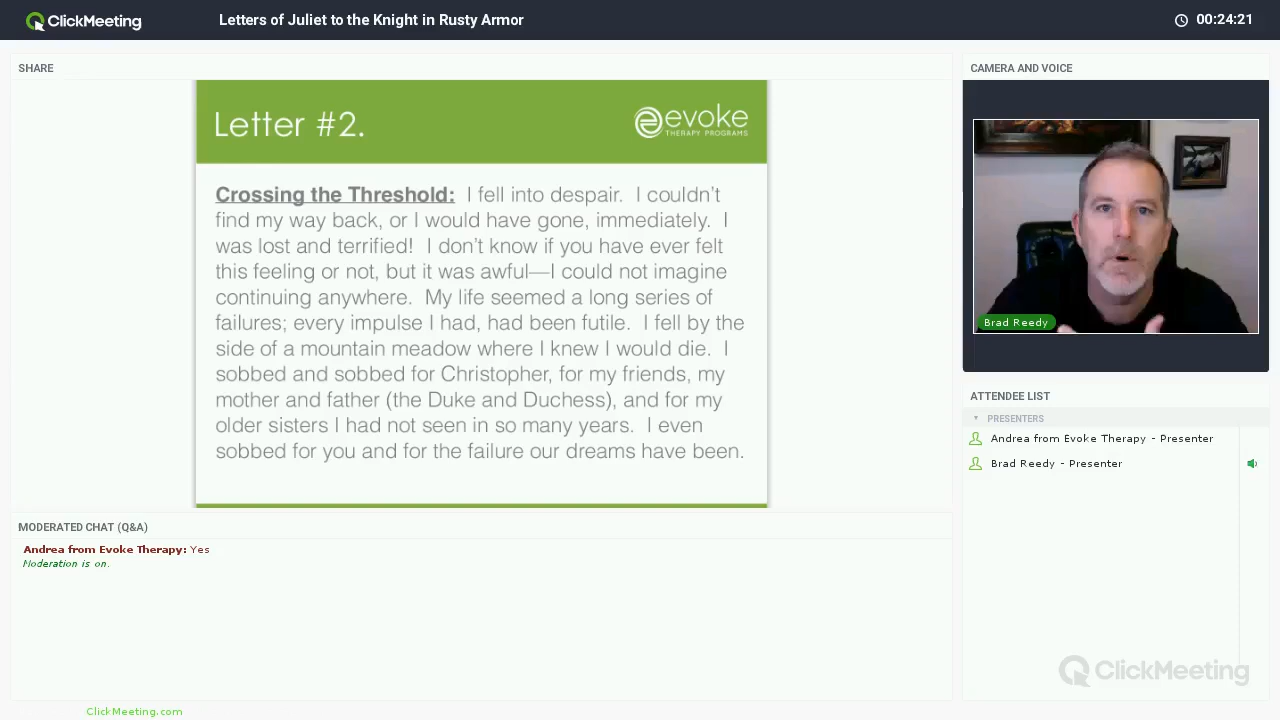 ClickMeeting
Letters of Juliet to the Knight in Rusty Armor
00:24:21
SHARE
Letter #2.
evoke
THERAPY PROGRAMS
Crossing the Threshold: I fell into despair. I couldn't
find my way back, or I would have gone, immediately. I
was lost and terrified! I don't know if you have ever felt
this feeling or not, but it was awful—I could not imagine
continuing anywhere. My life seemed a long series of
failures; every impulse I had, had been futile. I fell by the
side of a mountain meadow where I knew I would die. I
sobbed and sobbed for Christopher, for my friends, my
mother and father (the Duke and Duchess), and for my
older sisters I had not seen in so many years. I even
sobbed for you and for the failure our dreams have been.
CAMERA AND VOICE
Brad Reedy
ATTENDEE LIST
PRESENTERS
Andrea from Evoke Therapy - Presenter
Brad Reedy - Presenter
MODERATED CHAT (Q&A)
Andrea from Evoke Therapy: Yes
Moderation is on.
ClickMeeting
ClickMeeting.com